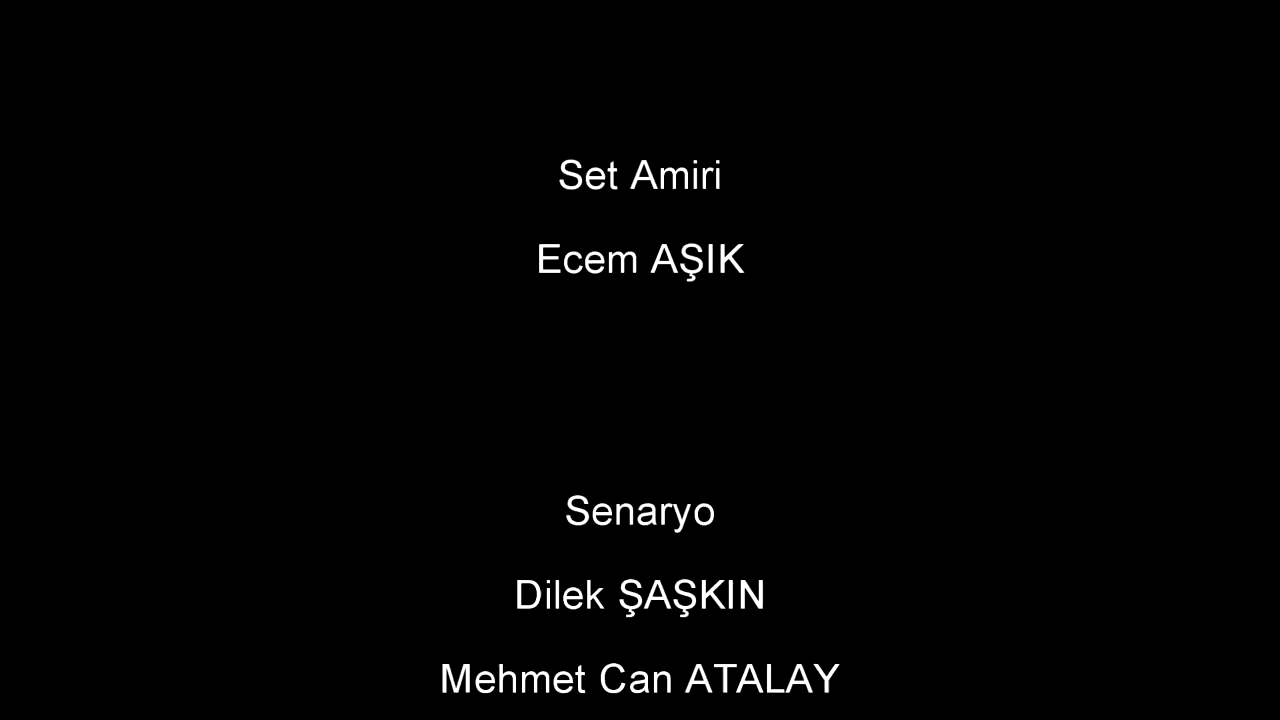 Set Amiri
Ecem AŞIK
Senaryo
Dilek ŞAŞKIN
Mehmet Can ATALAY